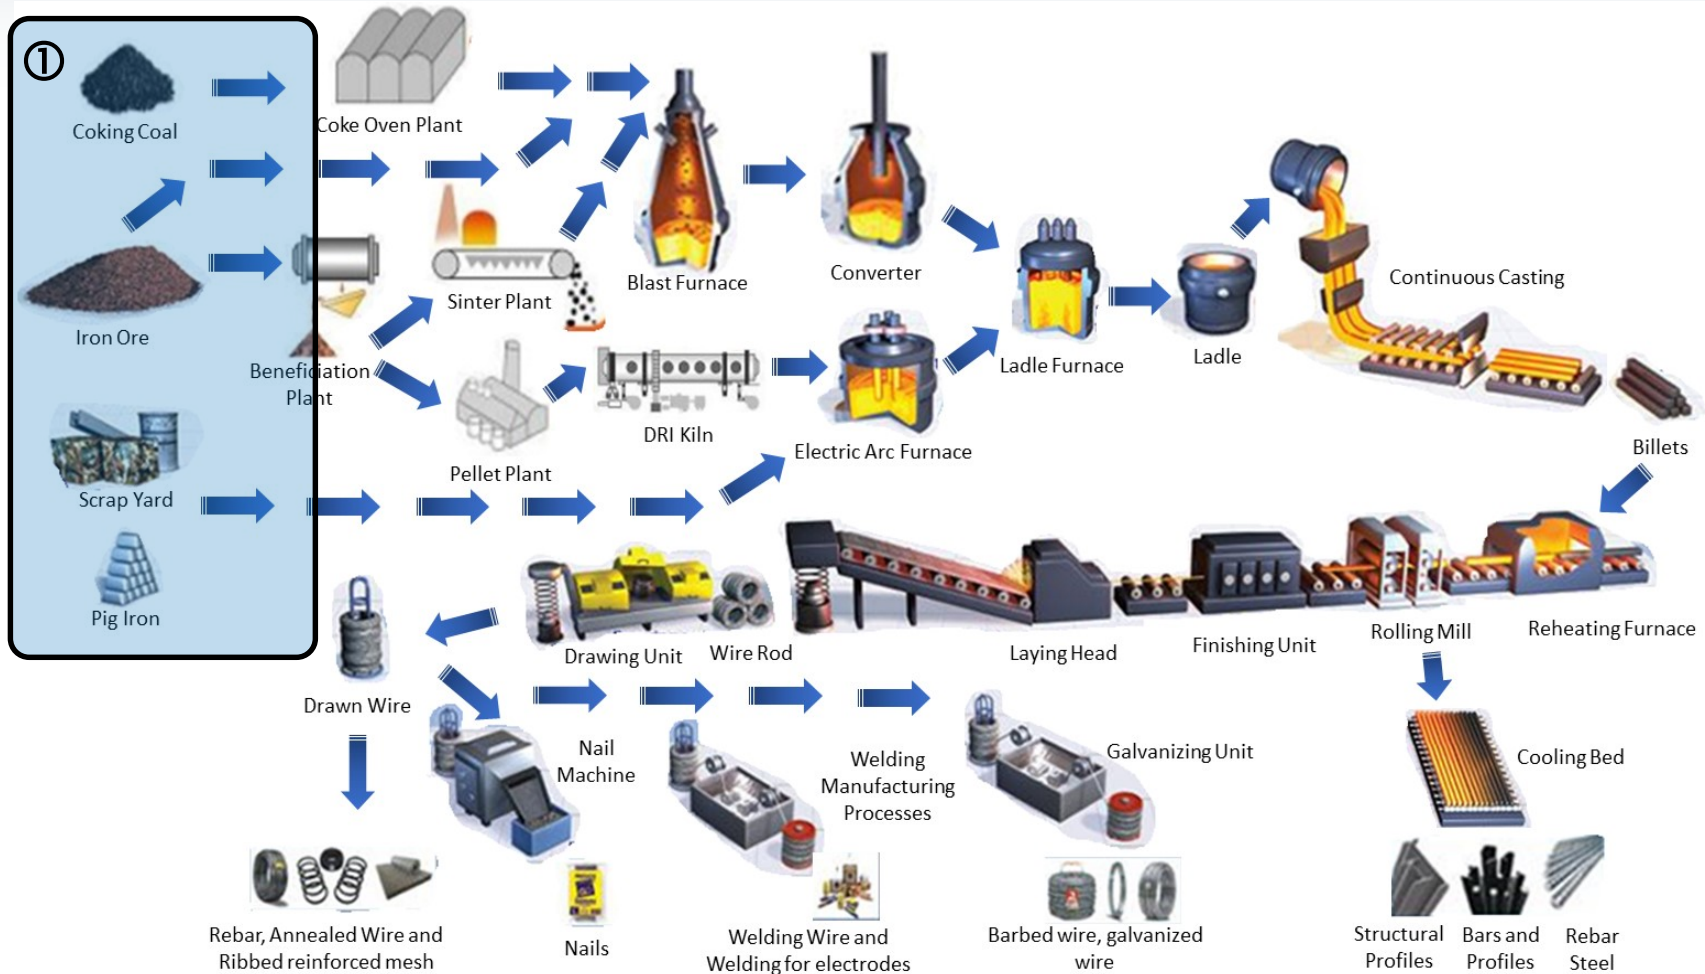 ①
Coking Coal
Coke Oven Plant
Iron Ore
Beneficiation
Plant
Sinter Plant
Pellet Plant
DRI Kiln
Blast Furnace
Converter
Electric Arc Furnace
Ladle Furnace
Ladle
Continuous Casting
Billets
Scrap Yard
Pig Iron
Drawn Wire
Drawing Unit
Wire Rod
Laying Head
Finishing Unit
Rolling Mill
Reheating Furnace
Nail
Machine
Welding
Manufacturing
Processes
Galvanizing Unit
Cooling Bed
Rebar, Annealed Wire and
Ribbed reinforced mesh
Nails
Welding Wire and
Welding for electrodes
Barbed wire, galvanized
wire
Structural
Profiles
Bars and
Profiles
Rebar
Steel